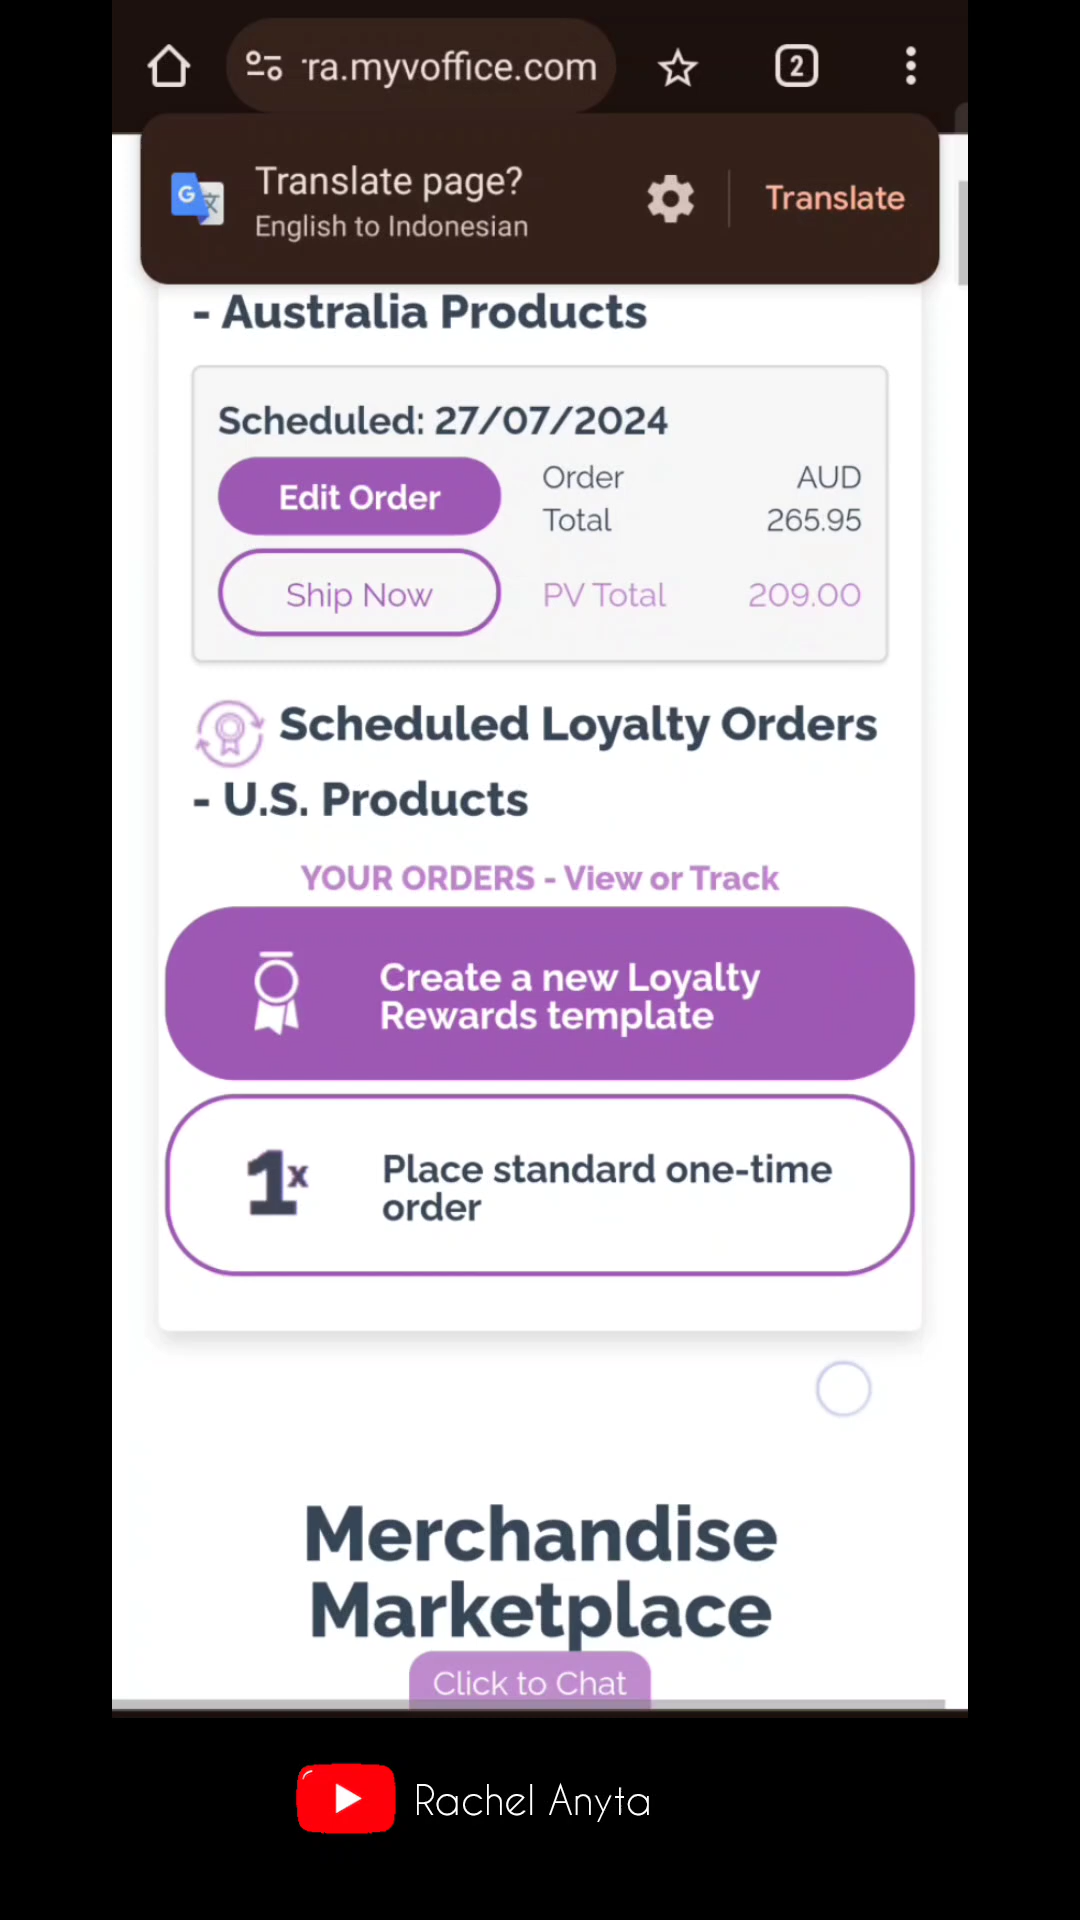 ra.myvoffice.com
2
Translate page?
English to Indonesian
Translate
- Australia Products
Scheduled: 27/07/2024
Edit Order
Order Total
AUD 265.95
Ship Now
PV Total
209.00
Scheduled Loyalty Orders
- U.S. Products
YOUR ORDERS - View or Track
Create a new Loyalty
Rewards template
1x
Place standard one-time
order
Merchandise
Marketplace
Click to Chat
Rachel Anyta